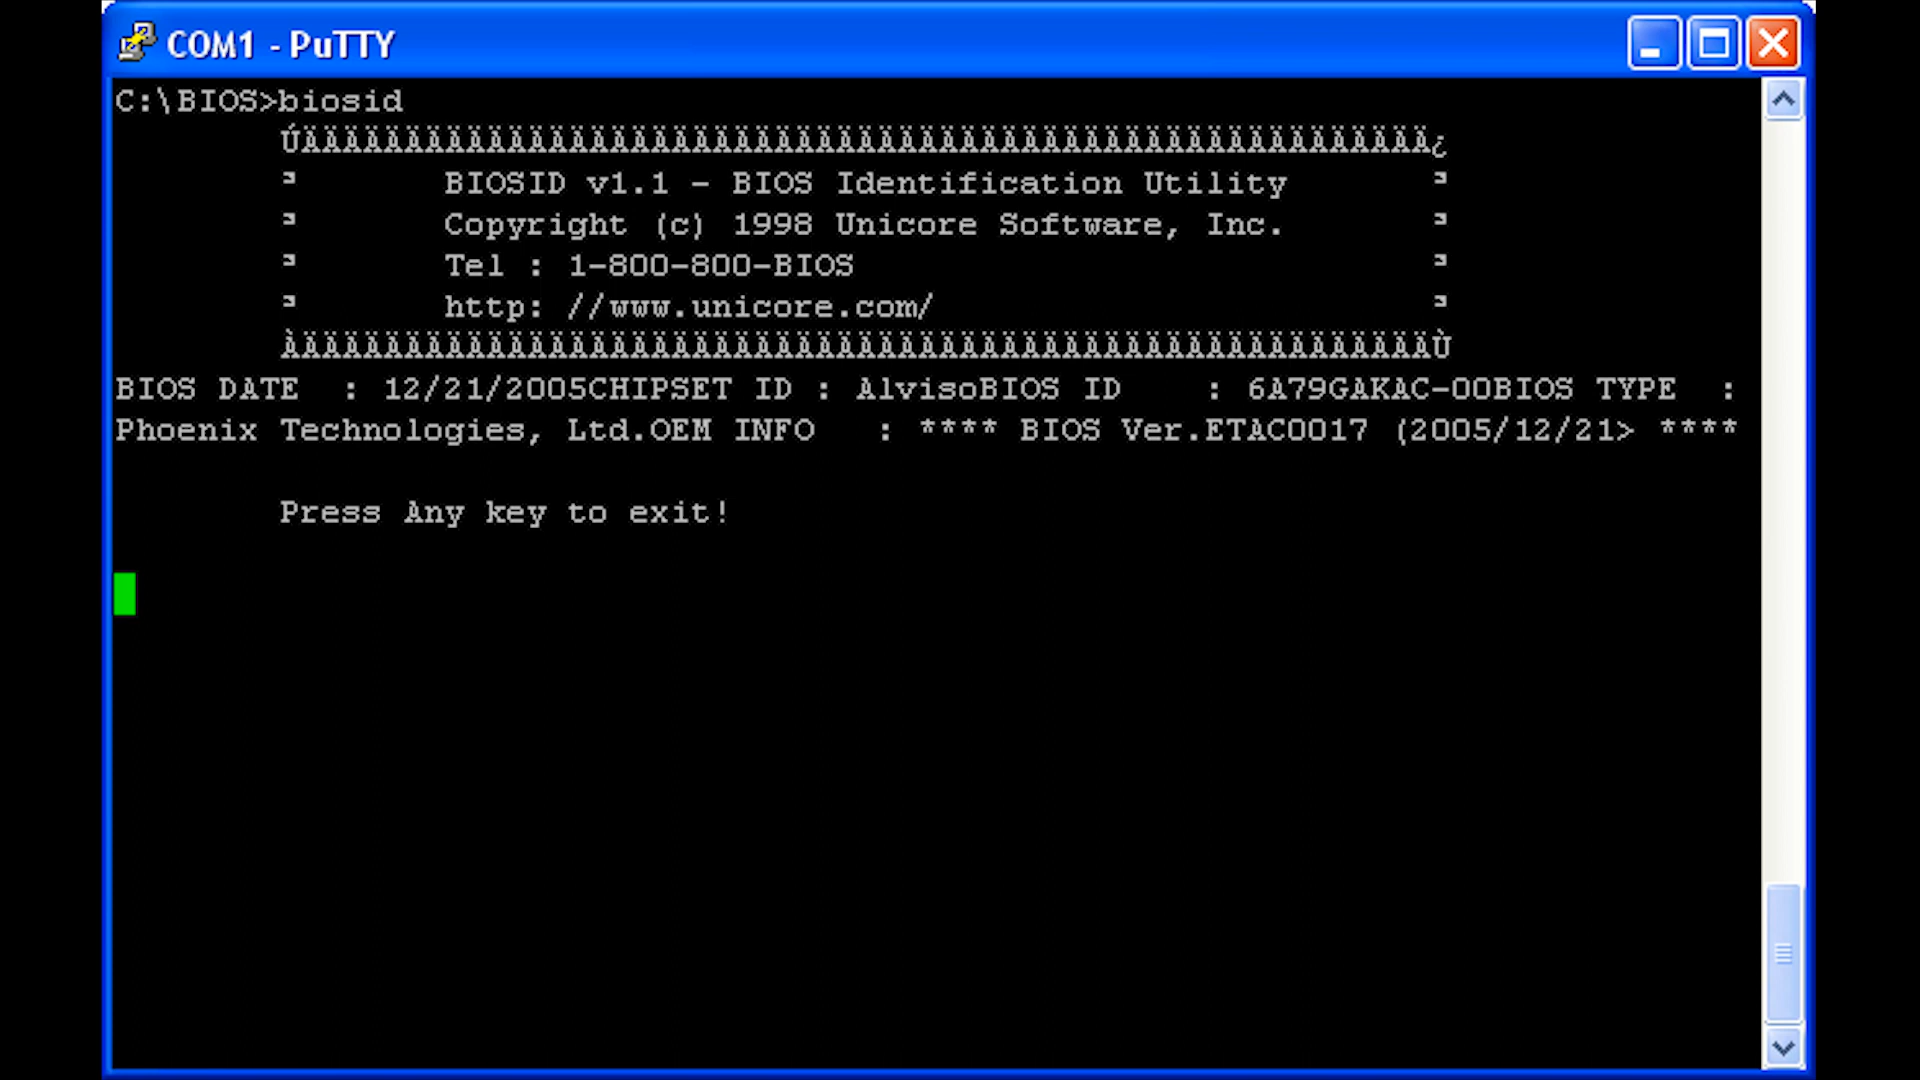 COM1 - PuTTY
C:\BIOS>biosid
ÚÄÄÄÄÄÄÄÄÄÄÄÄÄÄÄÄÄÄÄÄÄÄÄÄÄÄÄÄÄÄÄÄÄÄÄÄÄÄÄÄÄÄÄÄÄÄÄÄÄÄÄÄÄÄÄ¿
³ BIOSID v1.1 - BIOS Identification Utility ³
³ Copyright (c) 1998 Unicore Software, Inc. ³
³ Tel : 1-800-800-BIOS ³
³ http: //www.unicore.com/ ³
ÀÄÄÄÄÄÄÄÄÄÄÄÄÄÄÄÄÄÄÄÄÄÄÄÄÄÄÄÄÄÄÄÄÄÄÄÄÄÄÄÄÄÄÄÄÄÄÄÄÄÄÄÄÄÄÄÙ
BIOS DATE : 12/21/2005CHIPSET ID : AlvisoBIOS ID : 6A79GAKAC-00BIOS TYPE :
Phoenix Technologies, Ltd.OEM INFO : **** BIOS Ver.ETAC0017 (2005/12/21> ****
Press Any key to exit!